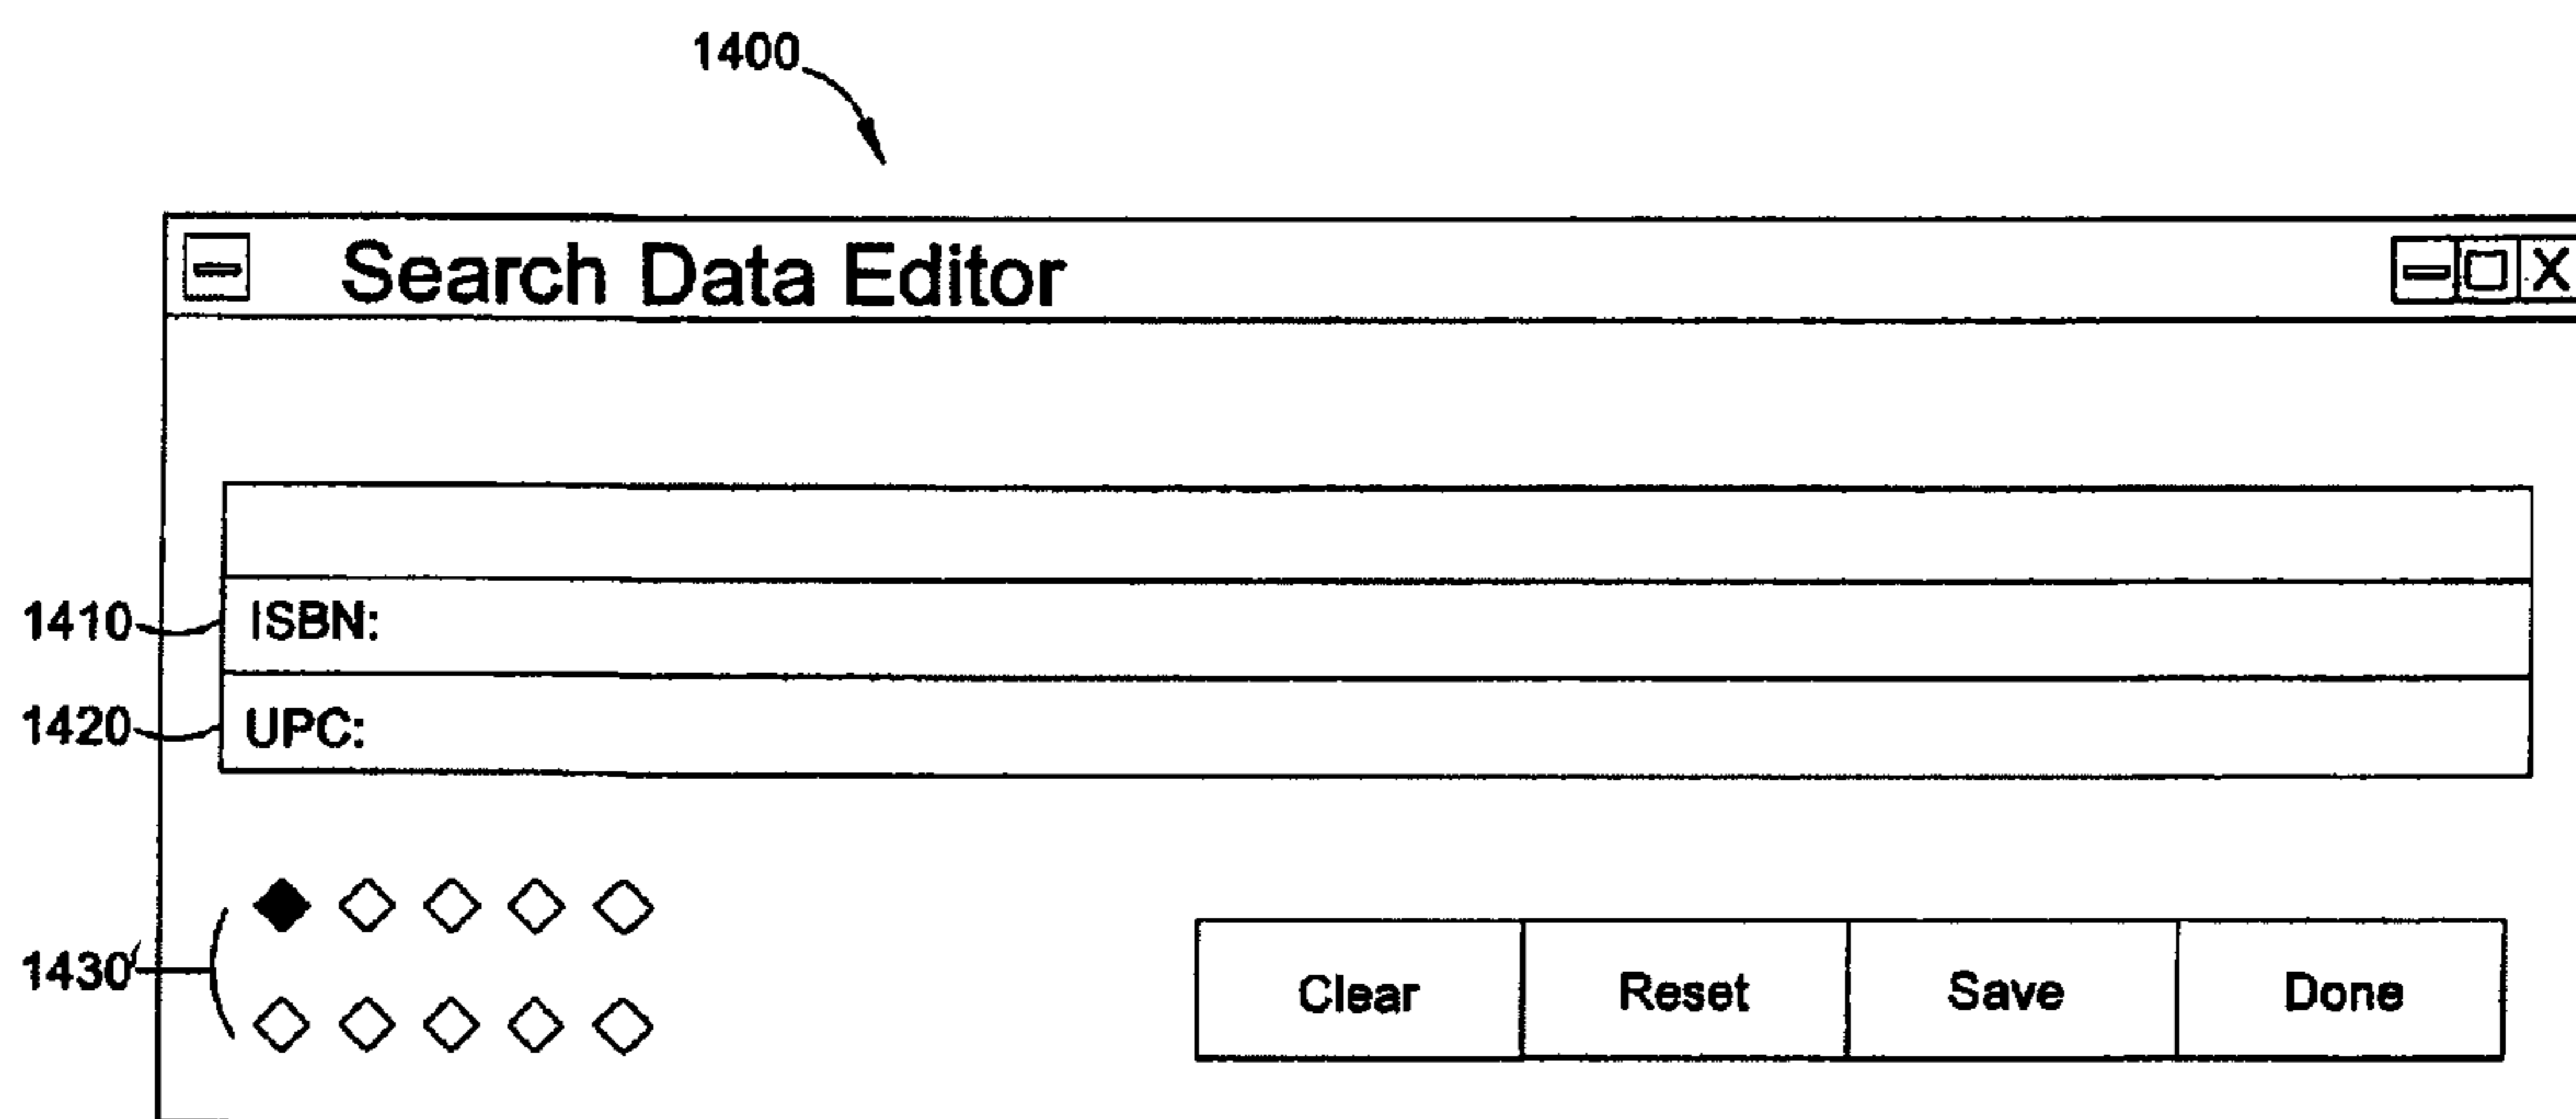 1400
Search Data Editor
X
1410 ISBN:
1420 UPC:
1430
Clear Reset Save Done